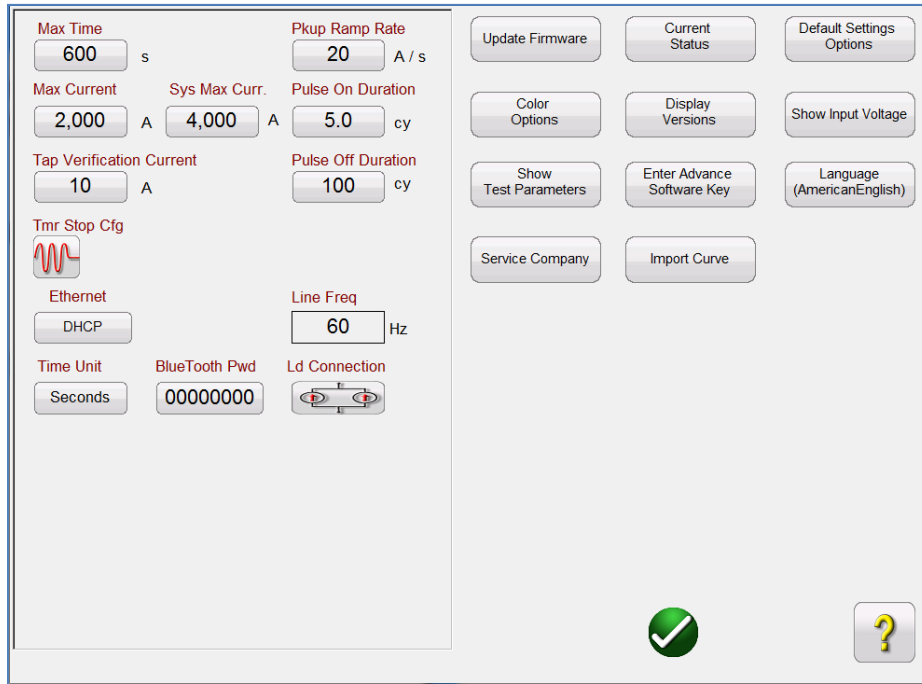 Max Time
600 s
Pkup Ramp Rate
20 A / s
Max Current
2,000 A
Sys Max Curr.
4,000 A
Pulse On Duration
5.0 cy
Tap Verification Current
10 A
Pulse Off Duration
100 cy
Tmr Stop Cfg
Ethernet
DHCP
Line Freq
60 Hz
Time Unit
Seconds
BlueTooth Pwd
00000000
Ld Connection
Update Firmware
Current
Status
Default Settings
Options
Color
Options
Display
Versions
Show Input Voltage
Show
Test Parameters
Enter Advance
Software Key
Language
(AmericanEnglish)
Service Company
Import Curve
?